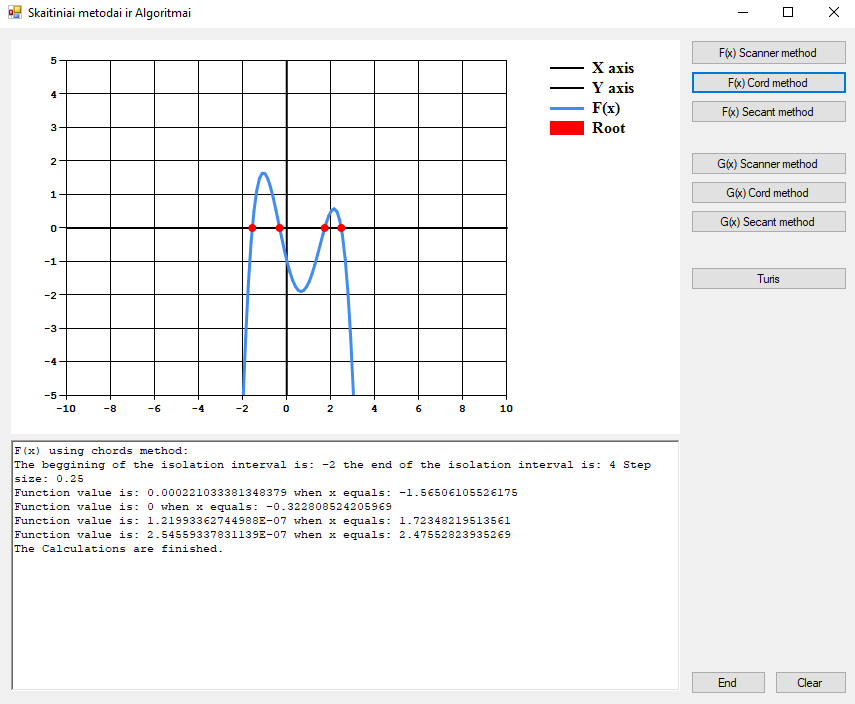 Skaitiniai metodai ir Algoritmai
5
4
3
2
1
0
-1
-2
-3
-4
-5
-10 -8 -6 -4 -2 0 2 4 6 8 10
X axis
Y axis
F(x)
Root
F(x) Scanner method
F(x) Cord method
F(x) Secant method
G(x) Scanner method
G(x) Cord method
G(x) Secant method
Turis
F(x) using chords method:
The beggining of the isolation interval is: -2 the end of the isolation interval is: 4 Step
size: 0.25
Function value is: 0.000221033381348379 when x equals: -1.56506105526175
Function value is: 0 when x equals: -0.322808524205969
Function value is: 1.21993362744988E-07 when x equals: 1.72348219513561
Function value is: 2.54559337831139E-07 when x equals: 2.47552823935269
The Calculations are finished.
End
Clear